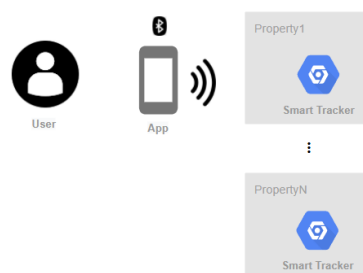 Property1
Smart Tracker
User
App
PropertyN
Smart Tracker